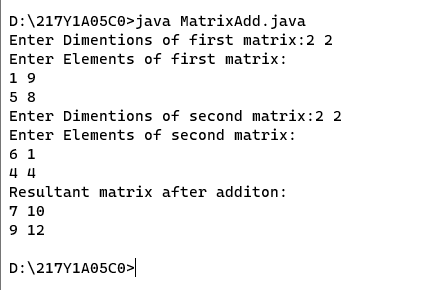 D:\217Y1A05C0>java MatrixAdd.java
Enter Dimentions of first matrix:2 2
Enter Elements of first matrix:
1 9
5 8
Enter Dimentions of second matrix:2 2
Enter Elements of second matrix:
6 1
4 4
Resultant matrix after additon:
7 10
9 12
D:\217Y1A05C0>